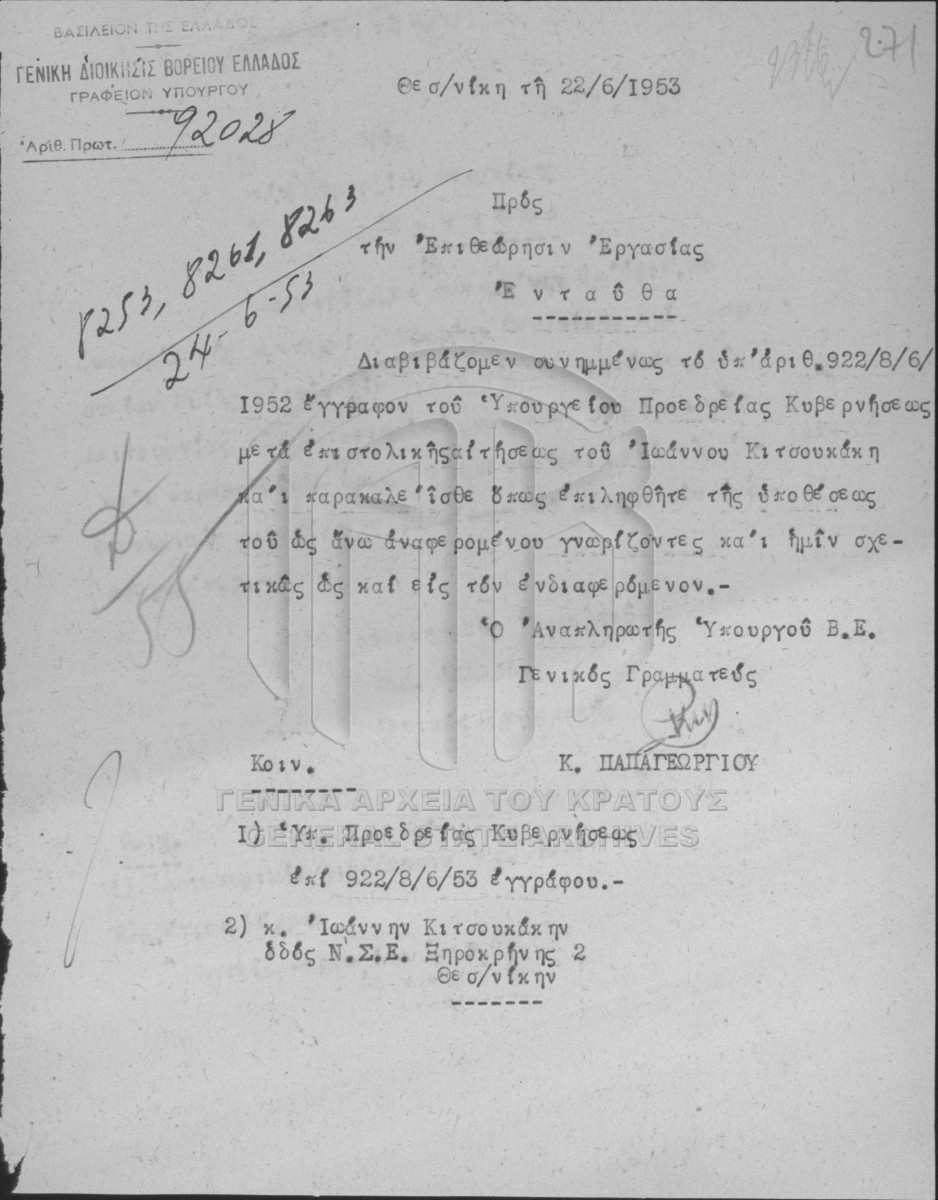 ΒΑΣΙΛΕΙΟΝ ΤΗΣ ΕΛΛΑΔΟΣ
ΓΕΝΙΚΗ ΔΙΟΙΚΗΣΙΣ ΒΟΡΕΙΟΥ ΕΛΛΑΔΟΣ
ΓΡΑΦΕΙΟΝ ΥΠΟΥΡΓΟΥ
Ἀριθ. Πρωτ. 92028
271
Θεσ/νίκη τῇ 22/6/1953
8253, 8261, 8263
24-6-53
Πρός
τήν Ἐπιθεώρησιν Ἐργασίας
Ἐ ν τ α ῦ θ α
Διαβιβάζομεν συνημμένως τό ὑπ'ἀριθ.922/8/6/
1952 ἔγγραφον τοῦ Ὑπουργείου Προεδρείας Κυβερνήσεως
μετά ἐπιστολικῆςαἰτήσεως τοῦ Ἰωάννου Κιτσουκάκη
κα'ι παρακαλεῖσθε ὅπως ἐπιληφθῆτε τῆς ὑποθέσεως
τοῦ ὡς ἄνω ἀναφερομένου γνωρίζοντες κα'ι ἡμῖν σχε-
τικῶς ὡς καί εἰς τόν ἐνδιαφερόμενον.-
Ὁ Ἀναπληρωτής Ὑπουργοῦ Β.Ε.
Γενικός Γραμματεύς
Κ. ΠΑΠΑΓΕΩΡΓΙΟΥ
Κοιν.
ΓΕΝΙΚΑ ΑΡΧΕΙΑ ΤΟΥ ΚΡΑΤΟΥΣ
GENERAL STATE ARCHIVES
1) Ὑπ. Προεδρείας Κυβερνήσεως
ἐπί 922/8/6/53 ἐγγράφου.-
2) κ. Ἰωάννην Κιτσουκάκην
ὁδός Ν.Σ.Ε. Ξηροκρήνης 2
Θεσ/νίκην